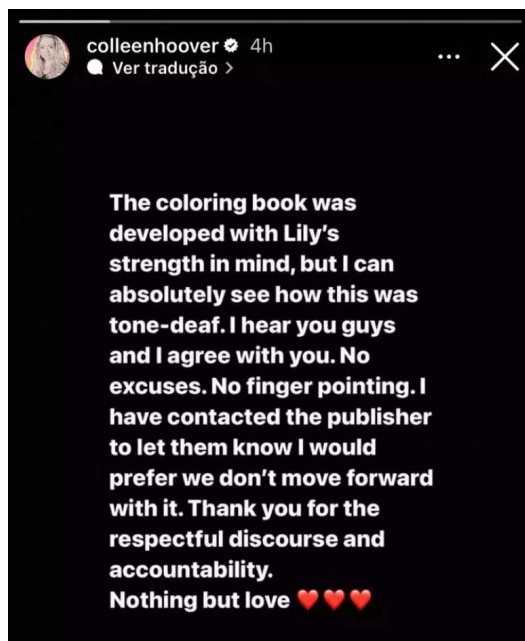 colleenhoover 4h
Ver tradução >
The coloring book was
developed with Lily's
strength in mind, but I can
absolutely see how this was
tone-deaf. I hear you guys
and I agree with you. No
excuses. No finger pointing. I
have contacted the publisher
to let them know I would
prefer we don't move forward
with it. Thank you for the
respectful discourse and
accountability.
Nothing but love ❤️❤️❤️